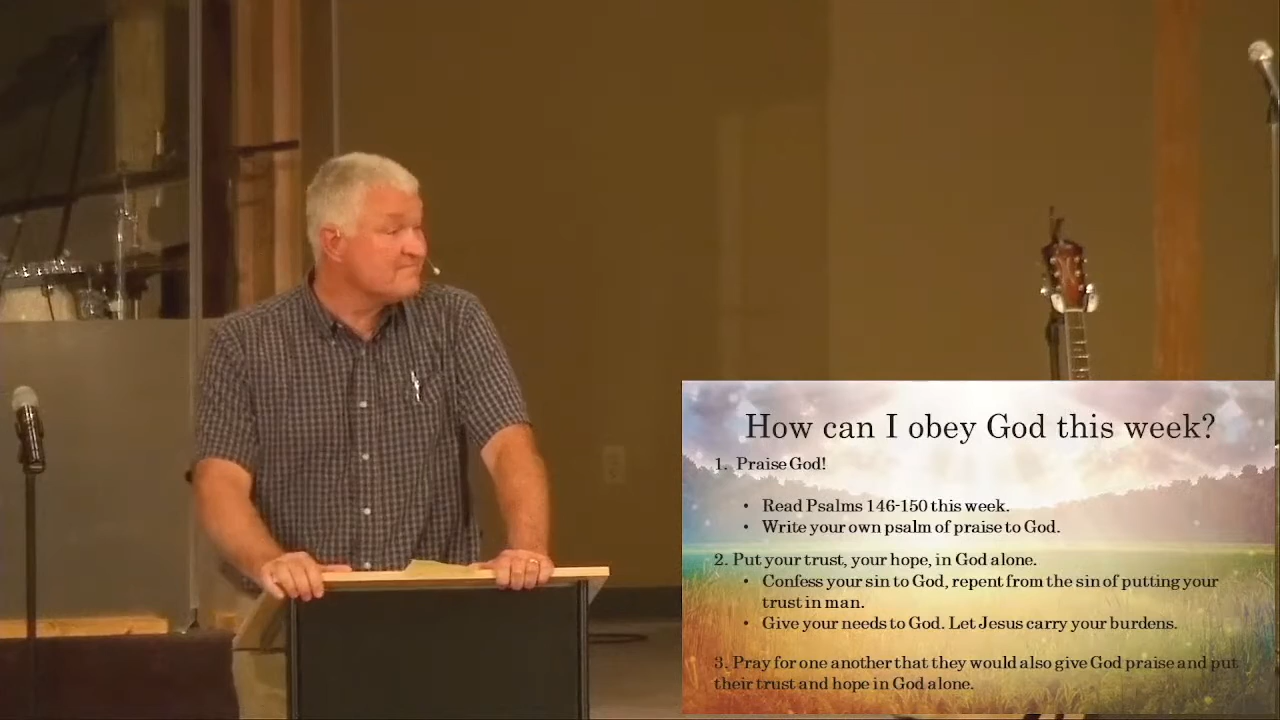 How can I obey God this week?
1. Praise God!
• Read Psalms 146-150 this week.
• Write your own psalm of praise to God.
2. Put your trust, your hope, in God alone.
• Confess your sin to God, repent from the sin of putting your
trust in man.
• Give your needs to God. Let Jesus carry your burdens.
3. Pray for one another that they would also give God praise and put
their trust and hope in God alone.